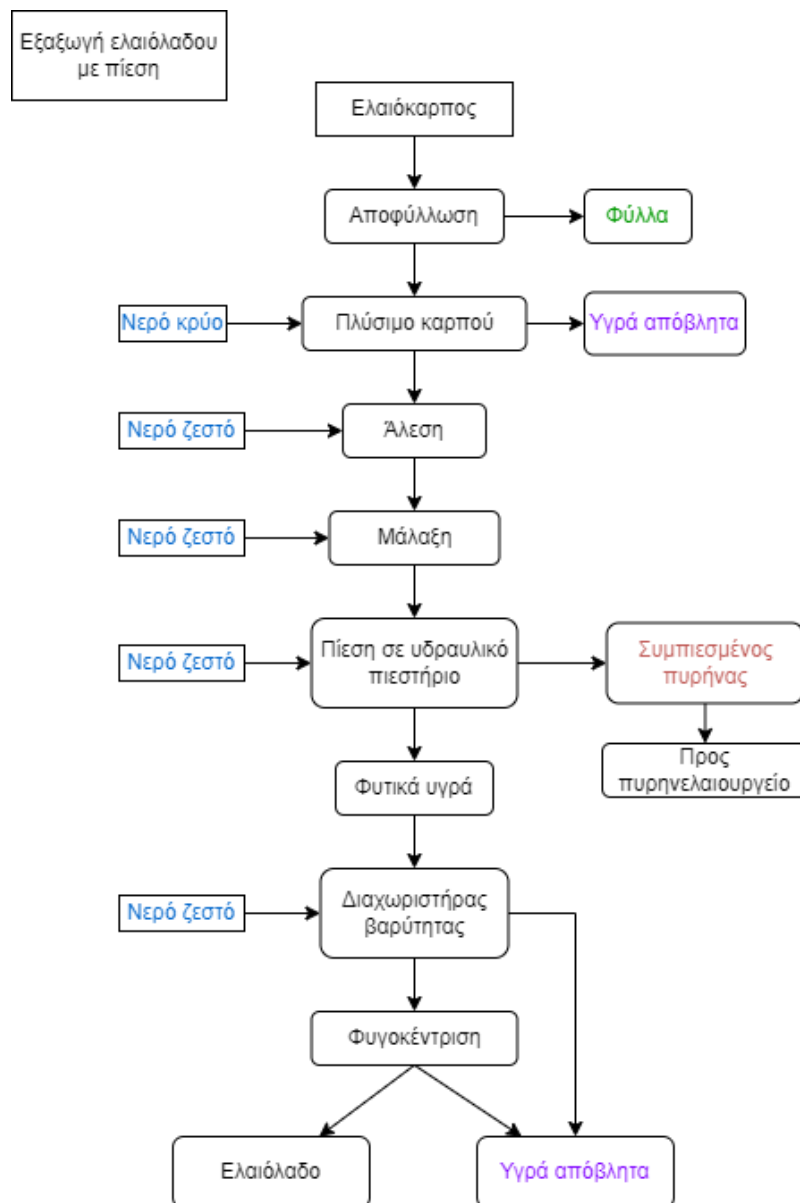 Εξαξωγή ελαιόλαδου
με πίεση
Ελαιόκαρπος
Αποφύλλωση
Φύλλα
Νερό κρύο
Πλύσιμο καρπού
Υγρά απόβλητα
Νερό ζεστό
Άλεση
Νερό ζεστό
Μάλαξη
Νερό ζεστό
Πίεση σε υδραυλικό
πιεστήριο
Συμπιεσμένος
πυρήνας
Προς
πυρηνελαιουργείο
Φυτικά υγρά
Νερό ζεστό
Διαχωριστήρας
βαρύτητας
Φυγοκέντριση
Ελαιόλαδο
Υγρά απόβλητα